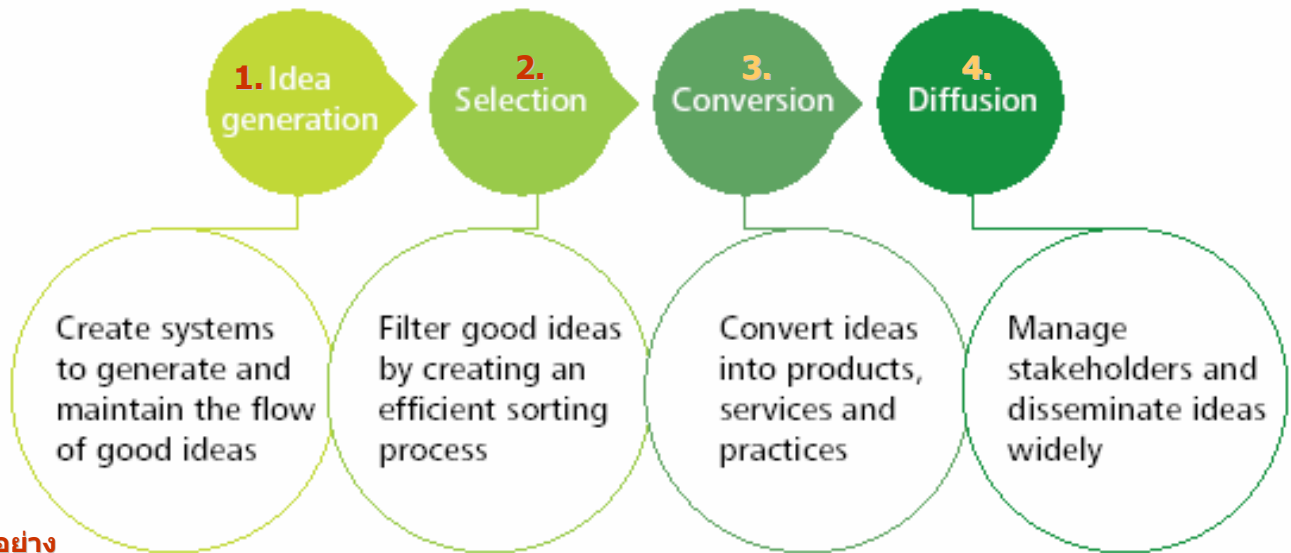 1. Idea
generation
2.
Selection
3.
Conversion
4.
Diffusion
Create systems
to generate and
maintain the flow
of good ideas
Filter good ideas
by creating an
efficient sorting
process
Convert ideas
into products,
services and
practices
Manage
stakeholders and
disseminate ideas
widely